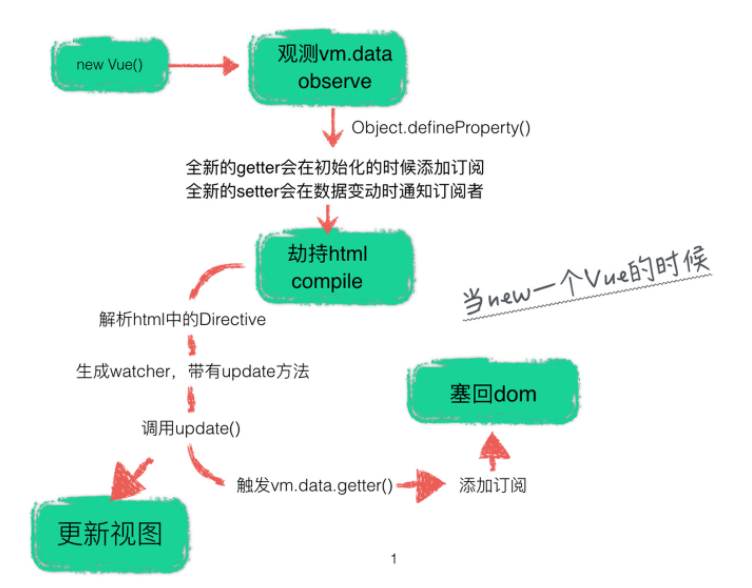 new Vue()
观测vm.data
observe
Object.defineProperty()
全新的getter会在初始化的时候添加订阅
全新的setter会在数据变动时通知订阅者
劫持html
compile
当new一个Vue的时候
解析html中的Directive
生成watcher，带有update方法
塞回dom
调用update()
触发vm.data.getter()
添加订阅
更新视图
1